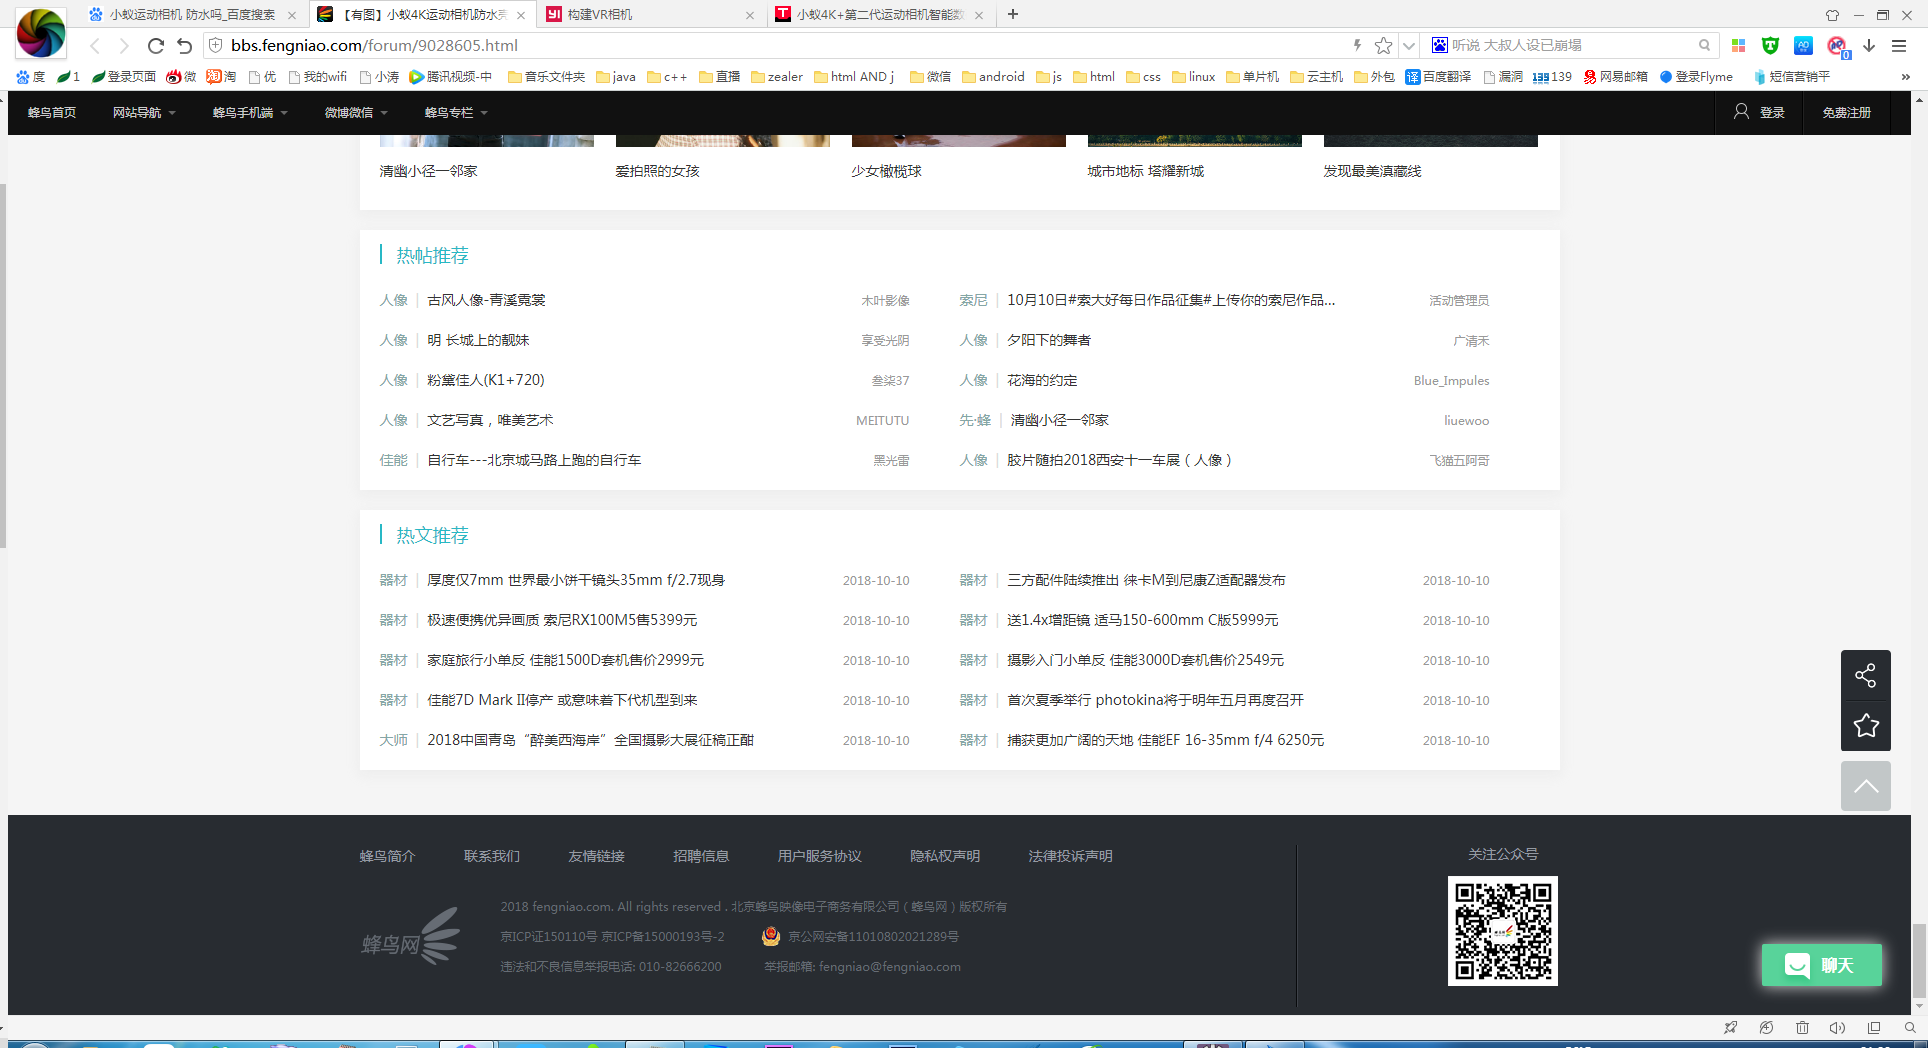 小蚁运动相机 防水吗_百度搜索
【有图】小蚁4K运动相机防水壳
构建VR相机
小蚁4K+第二代运动相机智能数
bbs.fengniao.com/forum/9028605.html
听说 大叔人设已崩塌
度 1 登录页面 微 淘 优 我的wifi 小涛 腾讯视频-中 音乐文件夹 java c++ 直播 zealer html AND j 微信 android js html css linux 单片机 云主机 外包 百度翻译 漏洞 139 网易邮箱 登录Flyme 短信营销平
蜂鸟首页 网站导航 蜂鸟手机端 微博微信 蜂鸟专栏 登录 免费注册
清幽小径一邻家 爱拍照的女孩 少女橄榄球 城市地标 塔耀新城 发现最美滇藏线
热帖推荐
人像 | 古风人像-青溪霓裳 木叶影像
索尼 | 10月10日#索大好每日作品征集#上传你的索尼作品... 活动管理员
人像 | 明 长城上的靓妹 享受光阴
人像 | 夕阳下的舞者 广清禾
人像 | 粉黛佳人(K1+720) 叁柒37
人像 | 花海的约定 Blue_Impules
人像 | 文艺写真，唯美艺术 MEITUTU
先·蜂 | 清幽小径一邻家 liuewoo
佳能 | 自行车---北京城马路上跑的自行车 黑光雷
人像 | 胶片随拍2018西安十一车展（人像） 飞猫五阿哥
热文推荐
器材 | 厚度仅7mm 世界最小饼干镜头35mm f/2.7现身 2018-10-10
器材 | 三方配件陆续推出 徕卡M到尼康Z适配器发布 2018-10-10
器材 | 极速便携优异画质 索尼RX100M5售5399元 2018-10-10
器材 | 送1.4x增距镜 适马150-600mm C版5999元 2018-10-10
器材 | 家庭旅行小单反 佳能1500D套机售价2999元 2018-10-10
器材 | 摄影入门小单反 佳能3000D套机售价2549元 2018-10-10
器材 | 佳能7D Mark II停产 或意味着下代机型到来 2018-10-10
器材 | 首次夏季举行 photokina将于明年五月再度召开 2018-10-10
大师 | 2018中国青岛“醉美西海岸”全国摄影大展征稿正酣 2018-10-10
器材 | 捕获更加广阔的天地 佳能EF 16-35mm f/4 6250元 2018-10-10
蜂鸟简介 联系我们 友情链接 招聘信息 用户服务协议 隐私权声明 法律投诉声明
关注公众号
蜂鸟网
2018 fengniao.com. All rights reserved . 北京蜂鸟映像电子商务有限公司（蜂鸟网）版权所有
京ICP证150110号 京ICP备15000193号-2 京公网安备11010802021289号
违法和不良信息举报电话: 010-82666200 举报邮箱: fengniao@fengniao.com
聊天